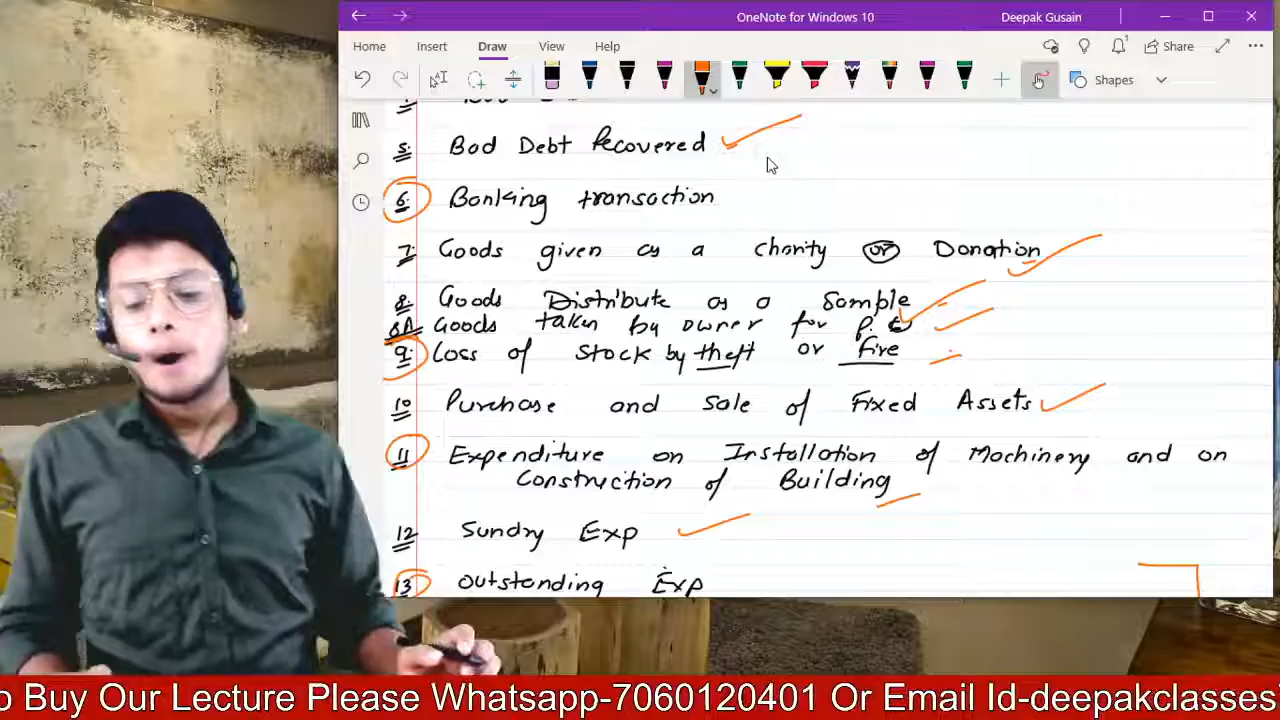 OneNote for Windows 10
Deepak Gusain
Home Insert Draw View Help
Share
Shapes
5. Bad Debt Recovered
6. Banking transaction
7. Goods given as a charity or Donation
8. Goods Distribute as a Sample
8A Goods taken by owner for P.
9. Loss of Stock by theft or Fire
10 Purchase and Sale of Fixed Assets
11 Expenditure on Installation of Machinery and on
Construction of Building
12 Sundry Exp
13 Outstanding Exp
o Buy Our Lecture Please Whatsapp-7060120401 Or Email Id-deepakclasses